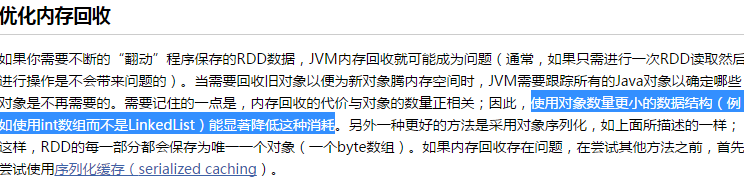 优化内存回收
如果你需要不断的“翻动”程序保存的RDD数据，JVM内存回收就可能成为问题（通常，如果只需进行一次RDD读取然后
进行操作是不会带来问题的）。当需要回收旧对象以便为新对象腾内存空间时，JVM需要跟踪所有的Java对象以确定哪些
对象是不再需要的。需要记住的一点是，内存回收的代价与对象的数量正相关；因此，使用对象数量更小的数据结构（例
如使用int数组而不是LinkedList）能显著降低这种消耗。另外一种更好的方法是采用对象序列化，如上面所描述的一样；
这样，RDD的每一部分都会保存为唯一一个对象（一个byte数组）。如果内存回收存在问题，在尝试其他方法之前，首先
尝试使用序列化缓存（serialized caching）。